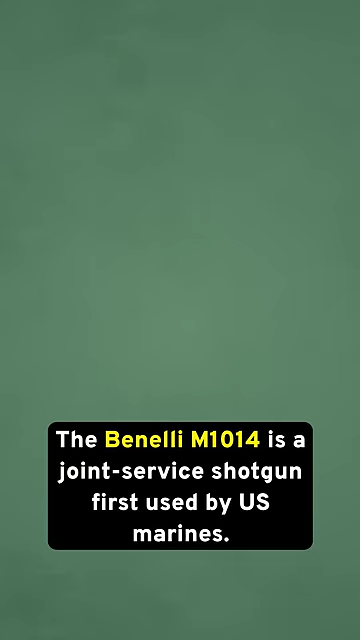 The Benelli M1014 is a
joint-service shotgun
first used by US
marines.